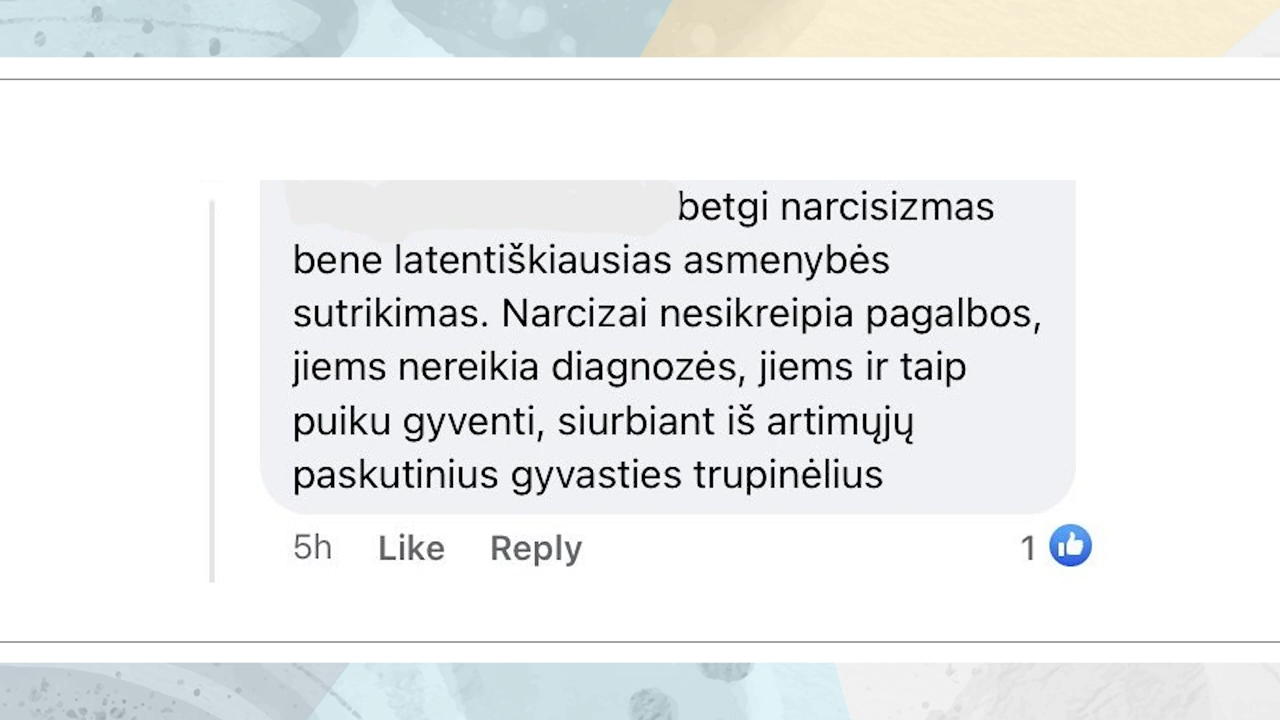 betgi narcisizmas
bene latentiškiausias asmenybės
sutrikimas. Narcizai nesikreipia pagalbos,
jiems nereikia diagnozės, jiems ir taip
puiku gyventi, siurbiant iš artimųjų
paskutinius gyvasties trupinėlius
5h Like Reply 1